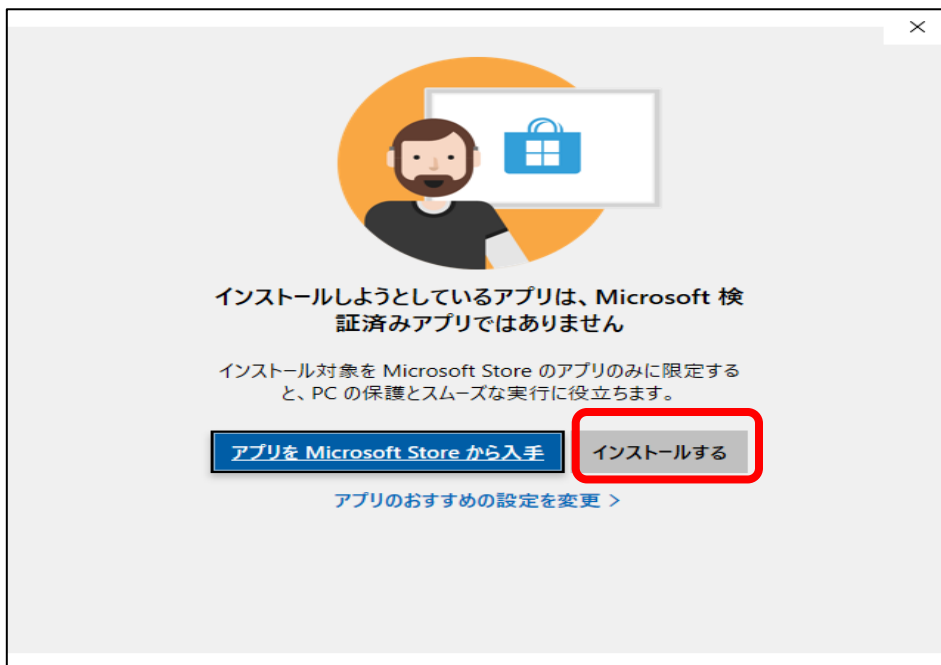 インストールしようとしているアプリは、Microsoft 検
証済みアプリではありません
インストール対象を Microsoft Store のアプリのみに限定する
と、PC の保護とスムーズな実行に役立ちます。
アプリを Microsoft Store から入手 インストールする
アプリのおすすめの設定を変更 >